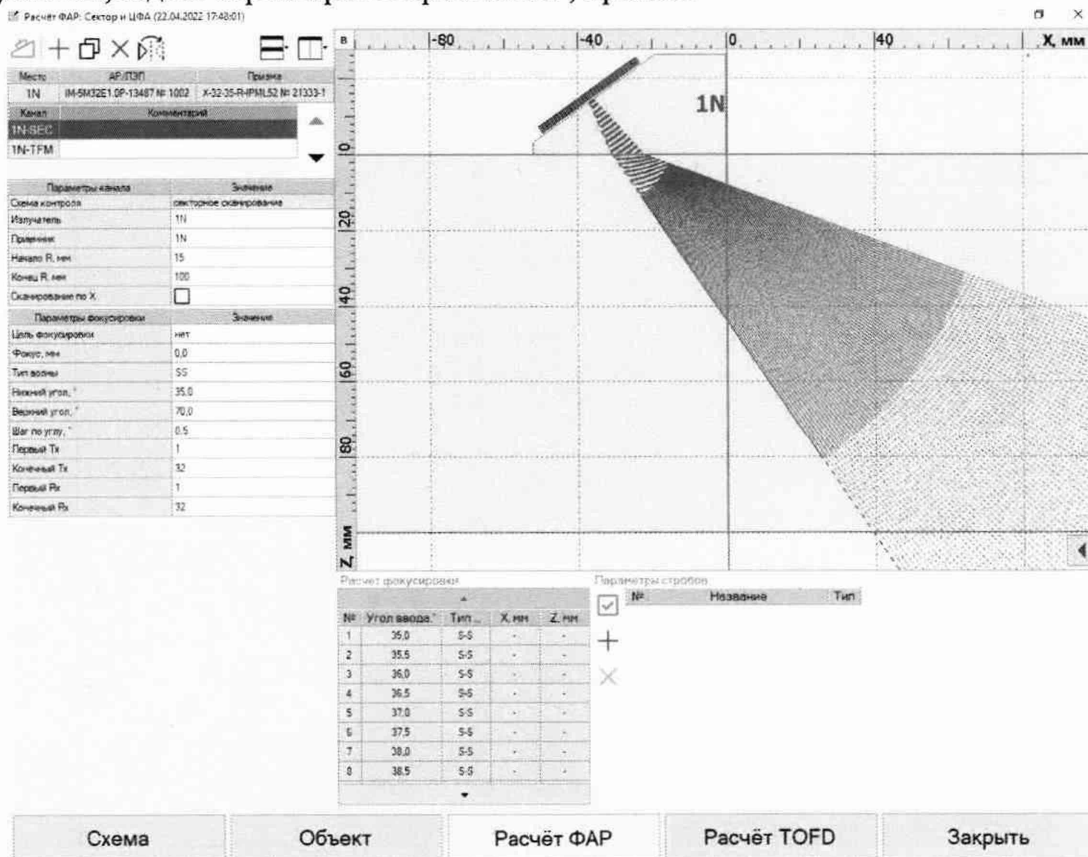 Расчёт ФАР: Сектор и ЦФА (22.04.2022 17:48:01)
Место АР/ПЭП Призма
1N IM-5M32E1.0P-13487 № 1002 X-32-35-R-IPML52 № 21333-1
Канал Комментарий
1N-SEC
1N-TFM
Параметры канала Значение
Схема контроля секторное сканирование
Излучатель 1N
Приемник 1N
Начало R, мм 15
Конец R, мм 100
Сканирование по X
Параметры фокусировки Значение
Цель фокусировки нет
Фокус, мм 0,0
Тип волны SS
Нижний угол, ° 35,0
Верхний угол, ° 70,0
Шаг по углу, ° 0.5
Первый Tx 1
Конечный Tx 32
Первый Rx 1
Конечный Rx 32
В -80 -40 0 40 X, мм
1N
0
20
40
60
80
Z, мм
Расчет фокусировки
№ Угол ввода,° Тип ... X, мм Z, мм
1 35,0 S-S - -
2 35,5 S-S - -
3 36,0 S-S - -
4 36,5 S-S - -
5 37,0 S-S - -
6 37,5 S-S - -
7 38,0 S-S - -
8 38,5 S-S - -
Параметры стробов
№ Название Тип
Схема Объект Расчёт ФАР Расчёт TOFD Закрыть